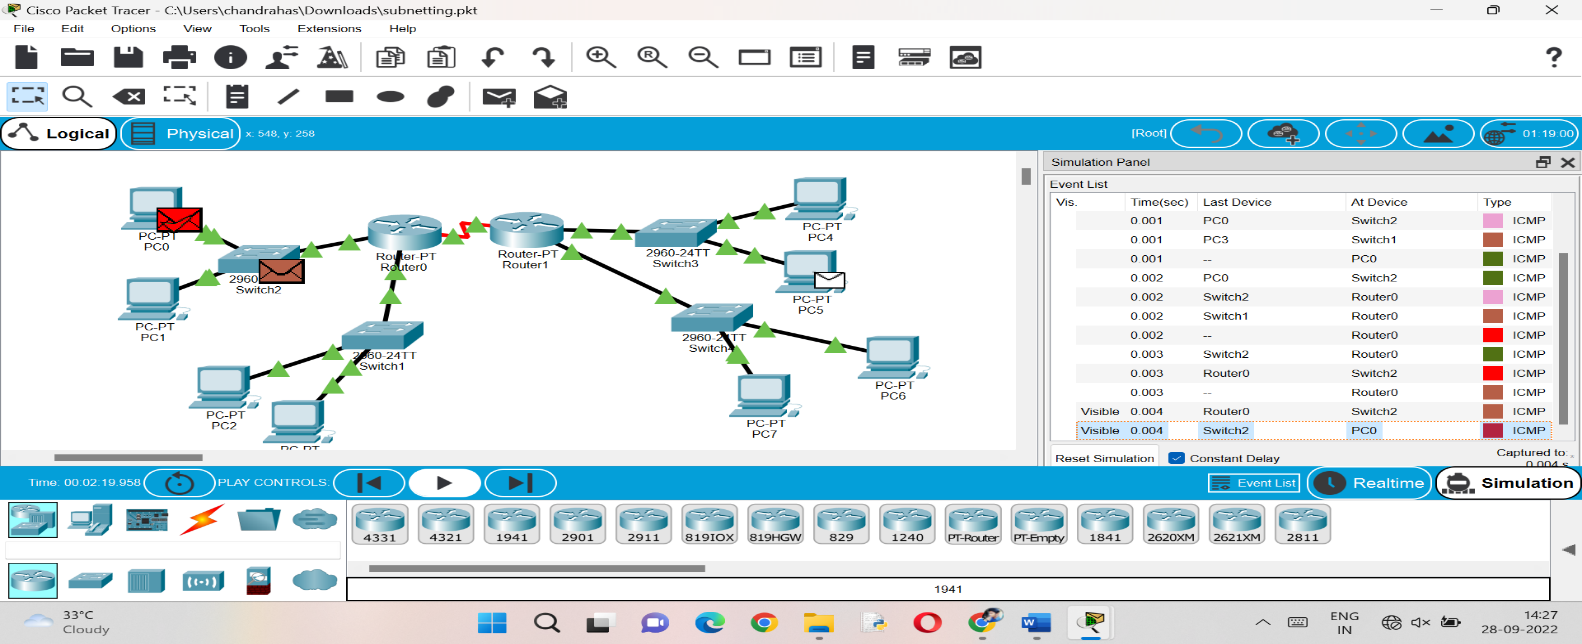 Cisco Packet Tracer - C:\Users\chandrahas\Downloads\subnetting.pkt
File Edit Options View Tools Extensions Help
?
Logical Physical x: 548, y: 258 [Root] 01:19:00
Simulation Panel
Event List
Vis. Time(sec) Last Device At Device Type
0.001 PC0 Switch2 ICMP
0.001 PC3 Switch1 ICMP
0.001 -- PC0 ICMP
0.002 PC0 Switch2 ICMP
0.002 Switch2 Router0 ICMP
0.002 Switch1 Router0 ICMP
0.002 -- Router0 ICMP
0.003 Switch2 Router0 ICMP
0.003 Router0 Switch2 ICMP
0.003 -- Router0 ICMP
Visible 0.004 Router0 Switch2 ICMP
Visible 0.004 Switch2 PC0 ICMP
Reset Simulation Constant Delay Captured to:
0.004 s
PC-PT
PC0
PC-PT
PC1
2960
Switch2
Router-PT
Router0
Router-PT
Router1
2960-24TT
Switch1
PC-PT
PC2
PC-PT
2960-24TT
Switch3
PC-PT
PC4
PC-PT
PC5
2960-24TT
Switch4
PC-PT
PC6
PC-PT
PC7
Time: 00:02:19.958 PLAY CONTROLS: Event List Realtime Simulation
4331 4321 1941 2901 2911 819IOX 819HGW 829 1240 PT-Router PT-Empty 1841 2620XM 2621XM 2811
1941
33°C
Cloudy
ENG
IN
14:27
28-09-2022